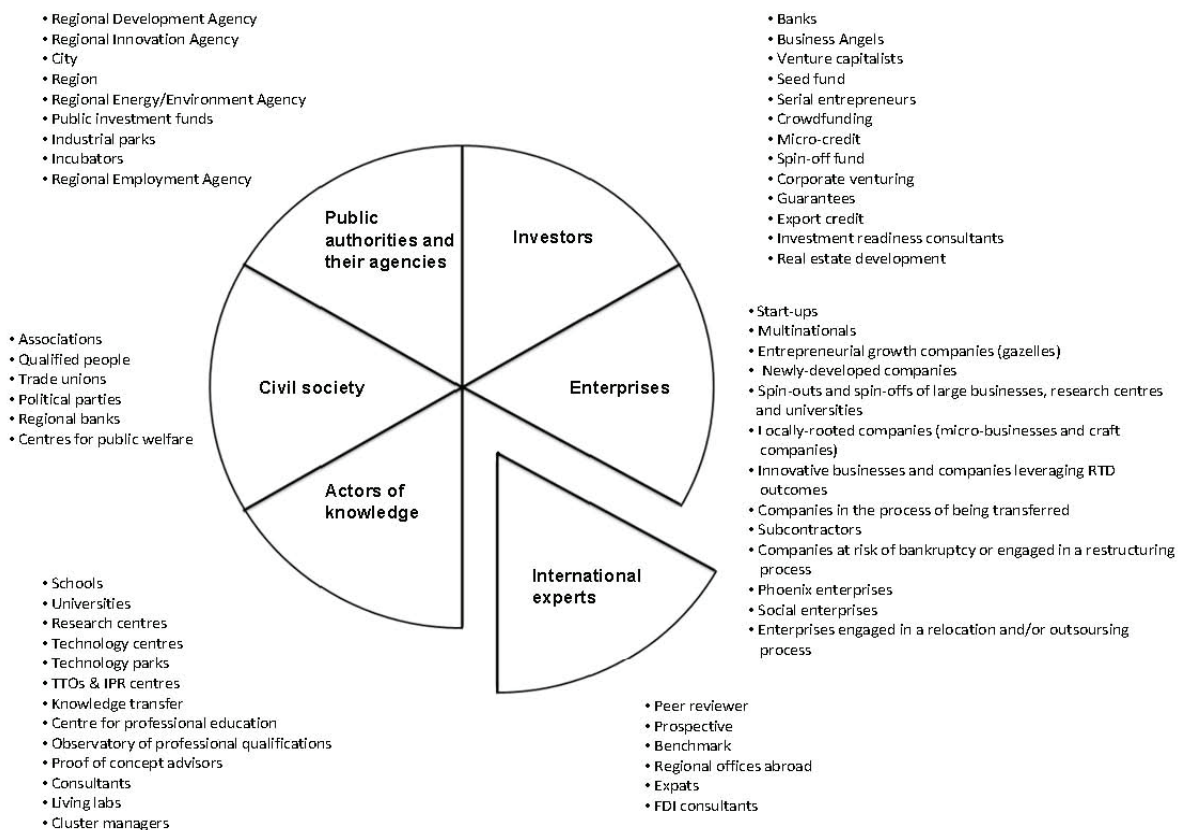 • Regional Development Agency
• Regional Innovation Agency
• City
• Region
• Regional Energy/Environment Agency
• Public investment funds
• Industrial parks
• Incubators
• Regional Employment Agency
• Banks
• Business Angels
• Venture capitalists
• Seed fund
• Serial entrepreneurs
• Crowdfunding
• Micro-credit
• Spin-off fund
• Corporate venturing
• Guarantees
• Export credit
• Investment readiness consultants
• Real estate development
Public
authorities and
their agencies
Investors
• Associations
• Qualified people
• Trade unions
• Political parties
• Regional banks
• Centres for public welfare
Civil society
Enterprises
• Start-ups
• Multinationals
• Entrepreneurial growth companies (gazelles)
• Newly-developed companies
• Spin-outs and spin-offs of large businesses, research centres
and universities
• Locally-rooted companies (micro-businesses and craft
companies)
• Innovative businesses and companies leveraging RTD
outcomes
• Companies in the process of being transferred
• Subcontractors
• Companies at risk of bankruptcy or engaged in a restructuring
process
• Phoenix enterprises
• Social enterprises
• Enterprises engaged in a relocation and/or outsoursing
process
Actors of
knowledge
International
experts
• Schools
• Universities
• Research centres
• Technology centres
• Technology parks
• TTOs & IPR centres
• Knowledge transfer
• Centre for professional education
• Observatory of professional qualifications
• Proof of concept advisors
• Consultants
• Living labs
• Cluster managers
• Peer reviewer
• Prospective
• Benchmark
• Regional offices abroad
• Expats
• FDI consultants